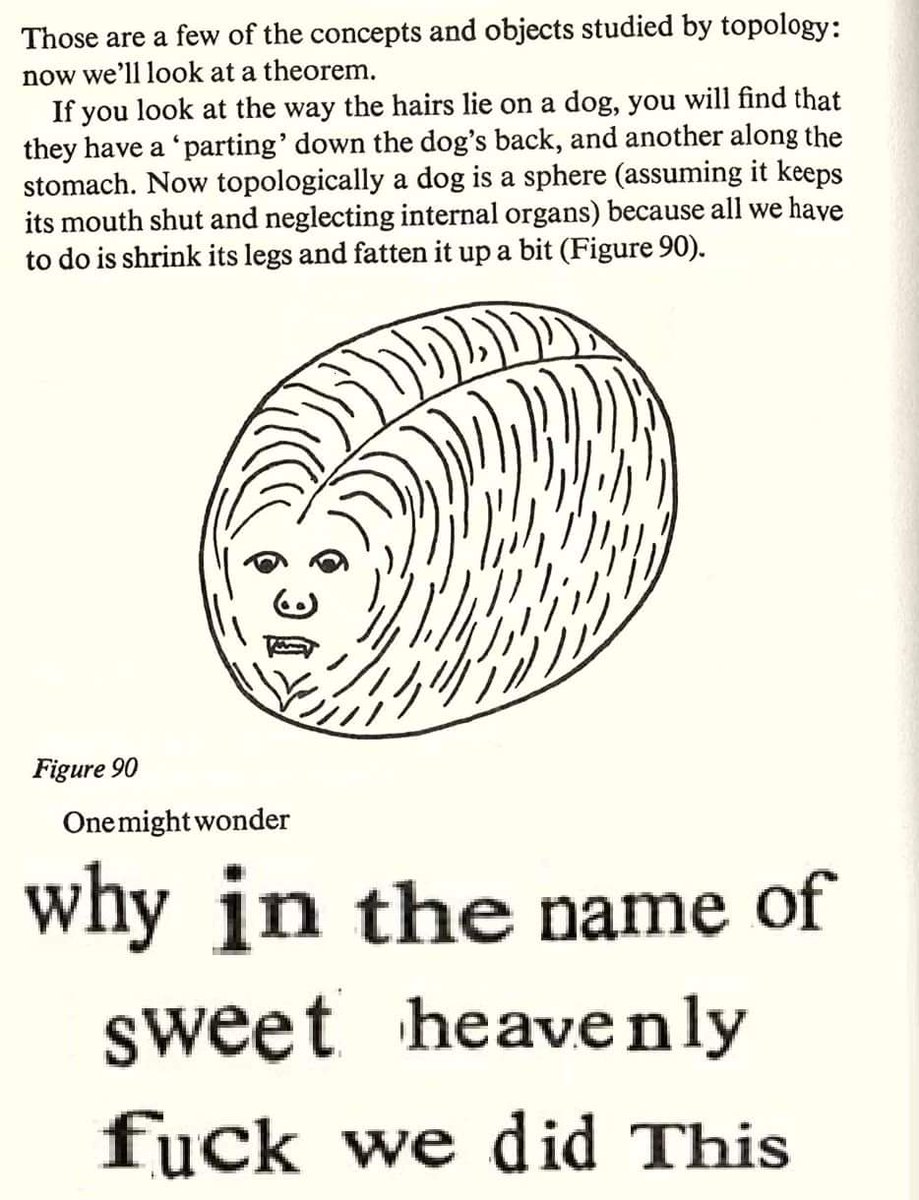 Those are a few of the concepts and objects studied by topology:
now we'll look at a theorem.
If you look at the way the hairs lie on a dog, you will find that
they have a ‘parting’ down the dog's back, and another along the
stomach. Now topologically a dog is a sphere (assuming it keeps
its mouth shut and neglecting internal organs) because all we have
to do is shrink its legs and fatten it up a bit (Figure 90).
Figure 90
One might wonder
why in the name of
sweet heavenly
fuck we did This